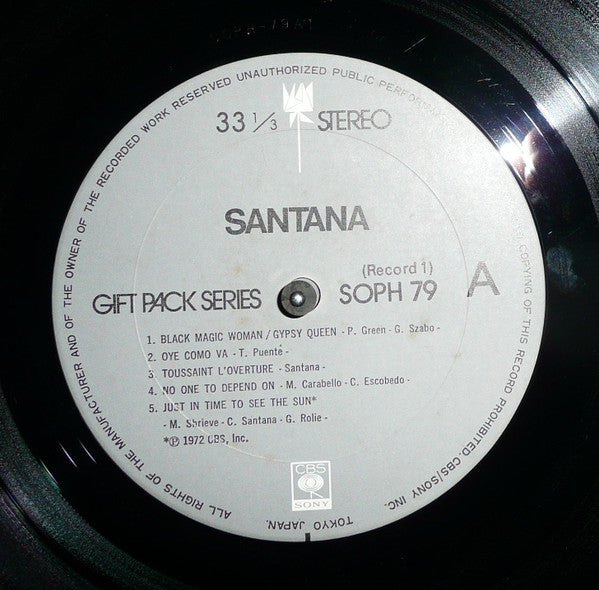 SOPH-79A1
ALL RIGHTS OF THE MANUFACTURER AND OF THE OWNER OF THE RECORDED WORK RESERVED UNAUTHORIZED PUBLIC PERFORMANCE COPYING OF THIS RECORD PROHIBITED. CBS/SONY INC.
33 1/3 STEREO
SANTANA
(Record 1)
GIFT PACK SERIES SOPH 79 A
1. BLACK MAGIC WOMAN / GYPSY QUEEN - P. Green - G. Szabo -
2. OYE COMO VA - T. Puente -
3. TOUSSAINT L'OVERTURE - Santana -
4. NO ONE TO DEPEND ON - M. Carabello - C. Escobedo -
5. JUST IN TIME TO SEE THE SUN*
- M. Shrieve - C. Santana - G. Rolie -
*℗ 1972 CBS, Inc.
CBS
SONY
TOKYO JAPAN.